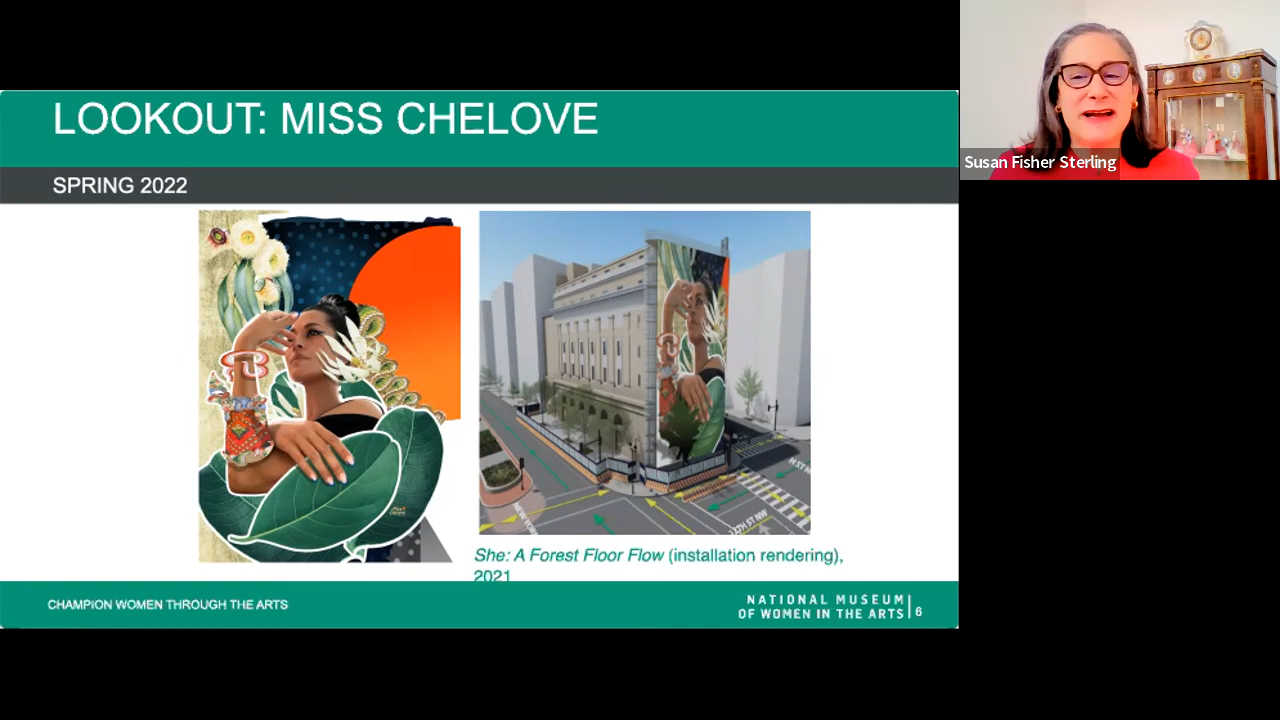 LOOKOUT: MISS CHELOVE
Susan Fisher Sterling
SPRING 2022
She: A Forest Floor Flow (installation rendering),
2021
CHAMPION WOMEN THROUGH THE ARTS
NATIONAL MUSEUM
OF WOMEN IN THE ARTS
6